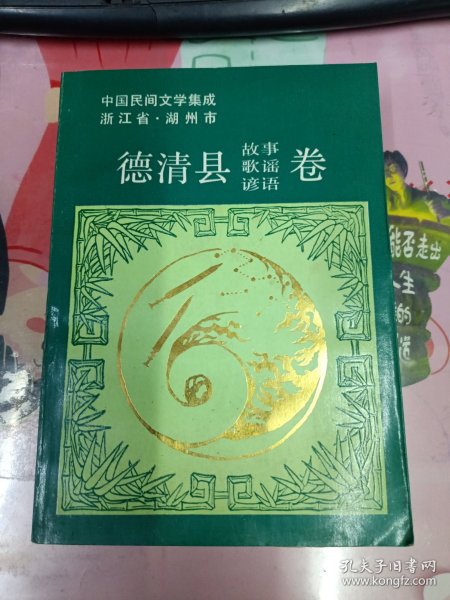 中国民间文学集成
浙江省·湖州市
德清县
故事
歌谣
谚语
卷
能否走出
人生
的
孔夫子旧书网
www.kongfz.com